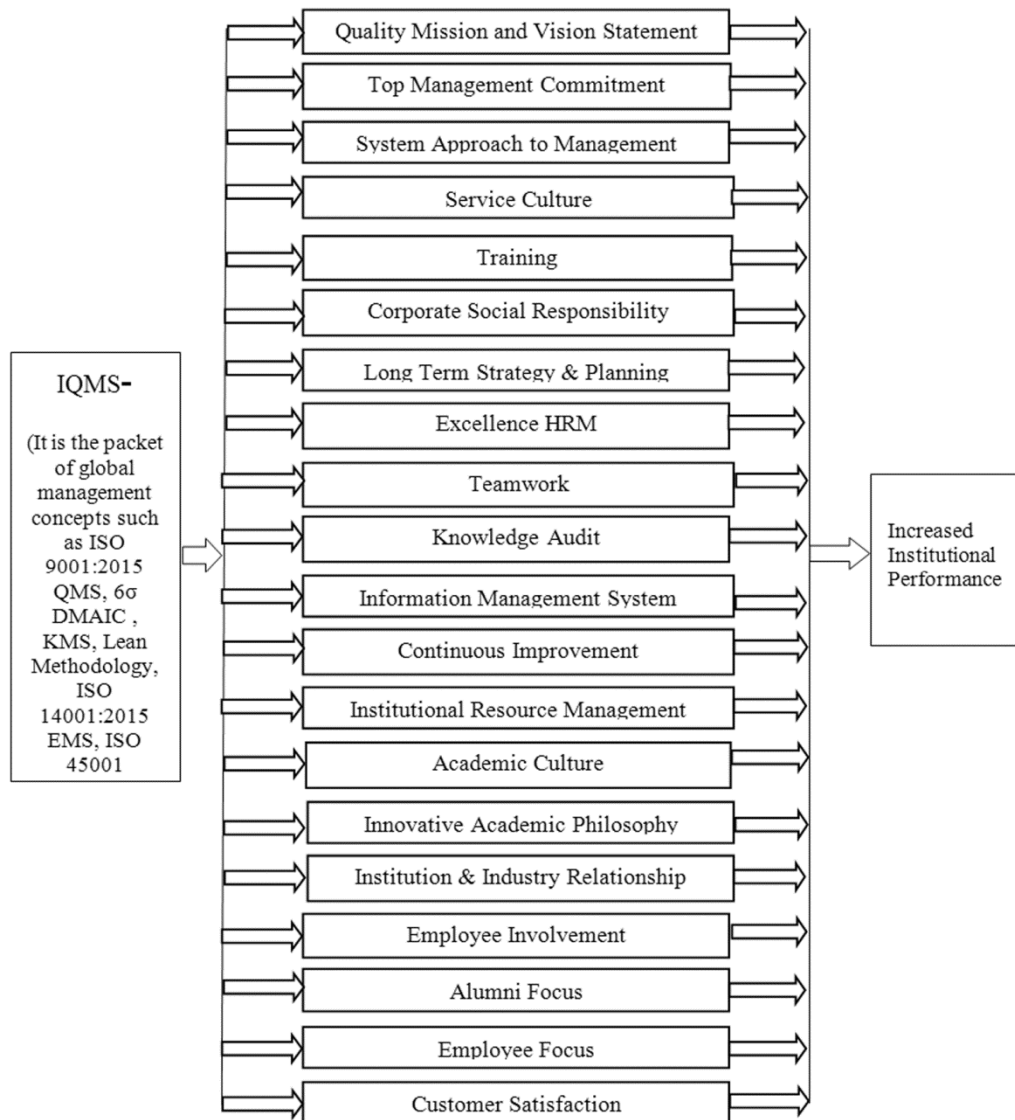 Quality Mission and Vision Statement
Top Management Commitment
System Approach to Management
Service Culture
Training
Corporate Social Responsibility
Long Term Strategy & Planning
Excellence HRM
Teamwork
Knowledge Audit
Information Management System
Continuous Improvement
Institutional Resource Management
Academic Culture
Innovative Academic Philosophy
Institution & Industry Relationship
Employee Involvement
Alumni Focus
Employee Focus
Customer Satisfaction
IQMS-
(It is the packet
of global
management
concepts such
as ISO
9001:2015
QMS, 6σ
DMAIC ,
KMS, Lean
Methodology,
ISO
14001:2015
EMS, ISO
45001
Increased
Institutional
Performance